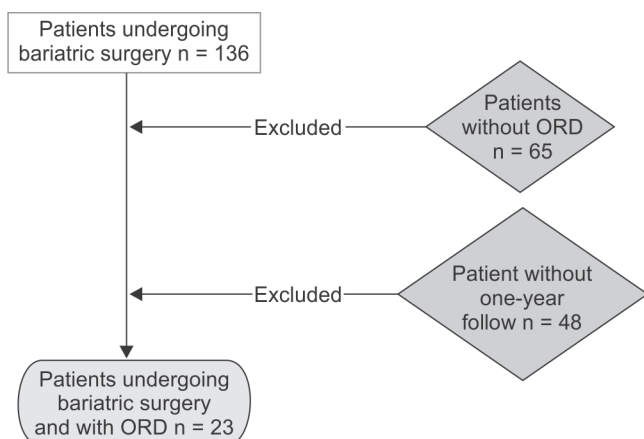 Patients undergoing
bariatric surgery n = 136
Excluded
Patients
without ORD
n = 65
Excluded
Patient without
one-year
follow n = 48
Patients undergoing
bariatric surgery
and with ORD n = 23